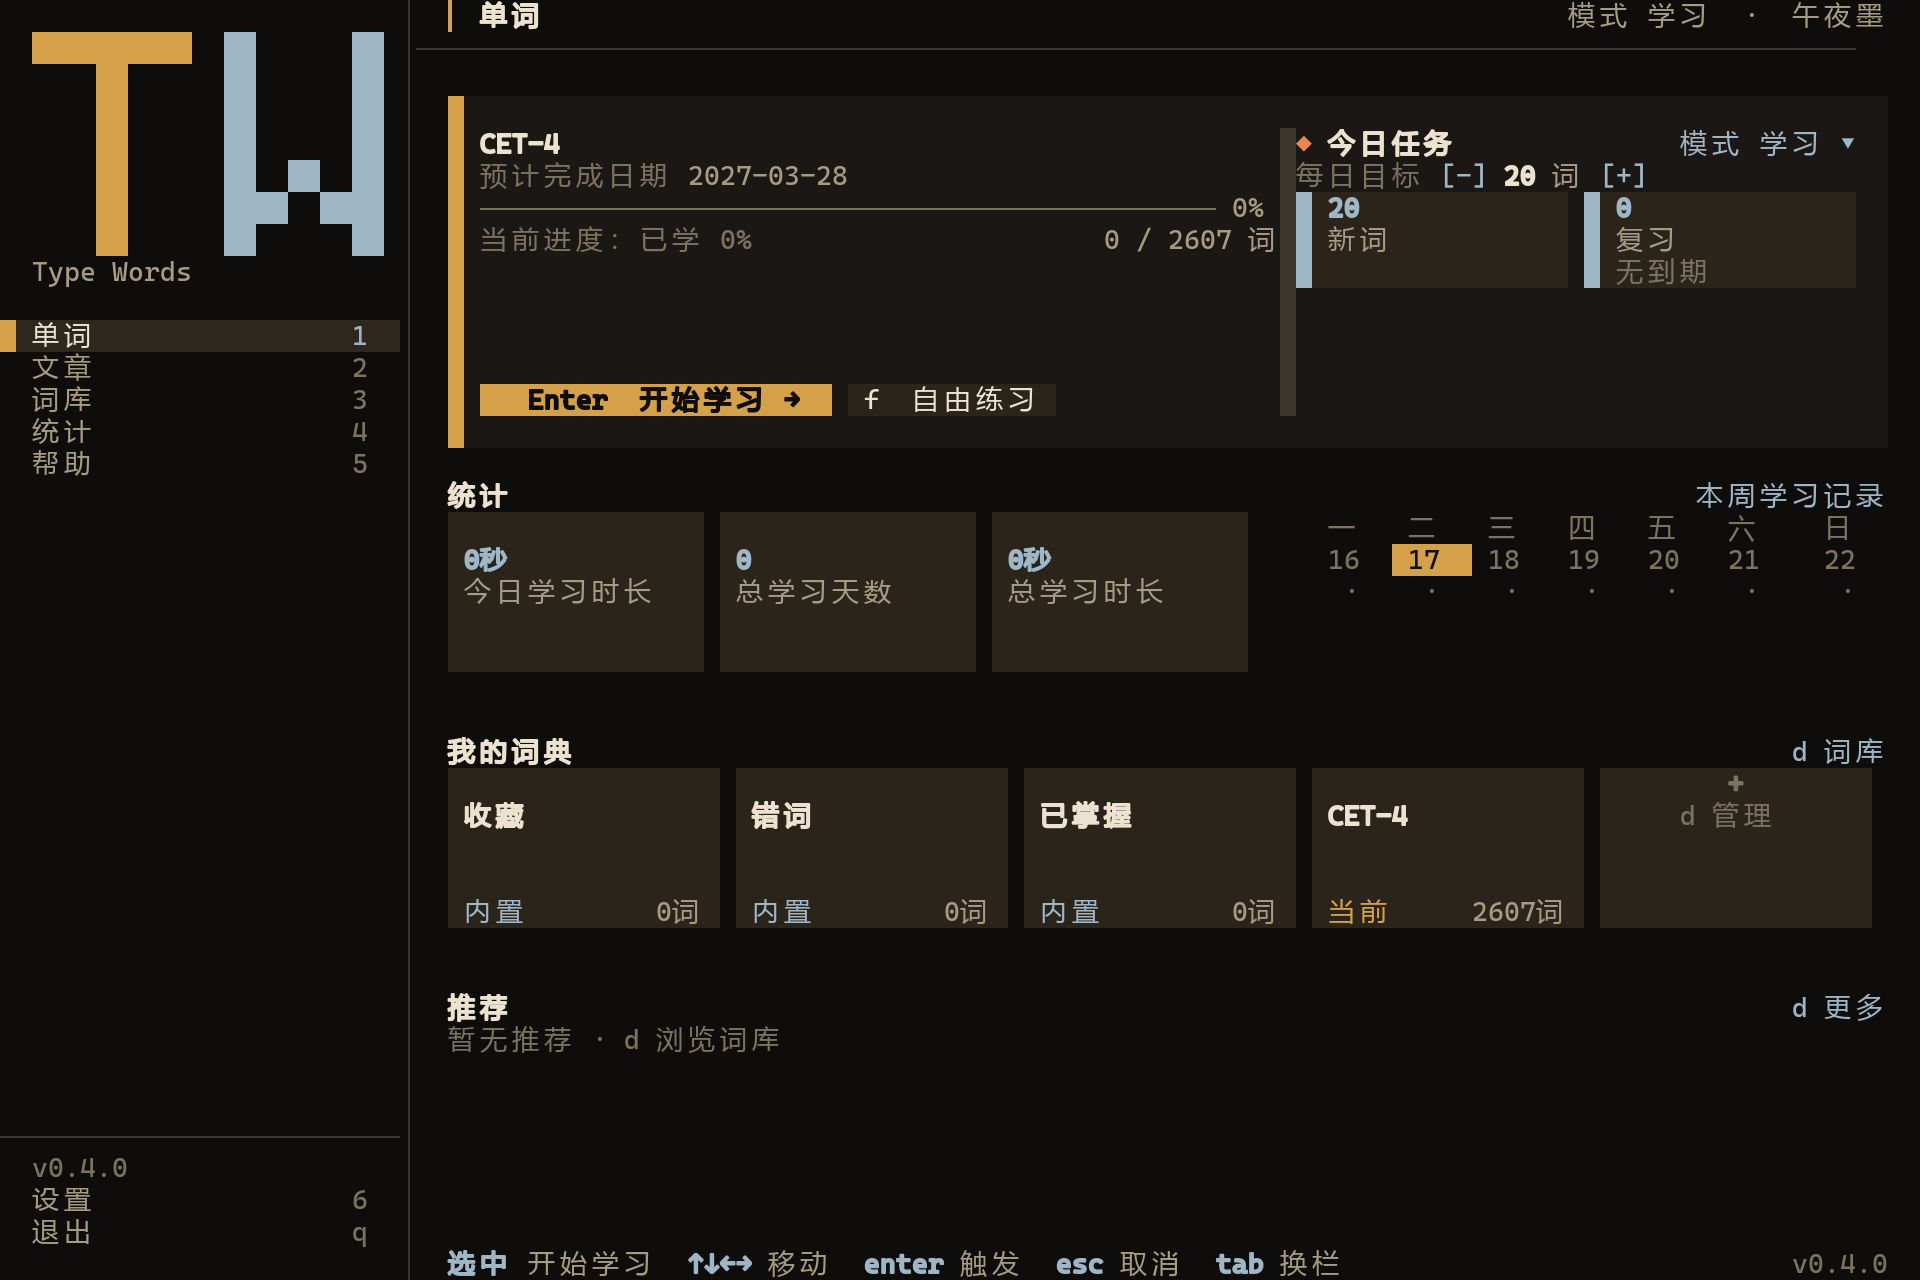 TW
Type Words
单词 1
文章 2
词库 3
统计 4
帮助 5
v0.4.0
设置 6
退出 q
单词 模式 学习 · 午夜墨
CET-4
预计完成日期 2027-03-28
0%
当前进度: 已学 0% 0 / 2607 词
Enter 开始学习 → f 自由练习
◆ 今日任务 模式 学习 ▼
每日目标 [-] 20 词 [+]
20
新词
0
复习
无到期
统计
0秒
今日学习时长
0
总学习天数
0秒
总学习时长
本周学习记录
一 二 三 四 五 六 日
16 17 18 19 20 21 22
· · · · · · ·
我的词典 d 词库
收藏
内置 0词
错词
内置 0词
已掌握
内置 0词
CET-4
当前 2607词
+
d 管理
推荐 d 更多
暂无推荐 · d 浏览词库
选中 开始学习 ↑↓←→ 移动 enter 触发 esc 取消 tab 换栏 v0.4.0